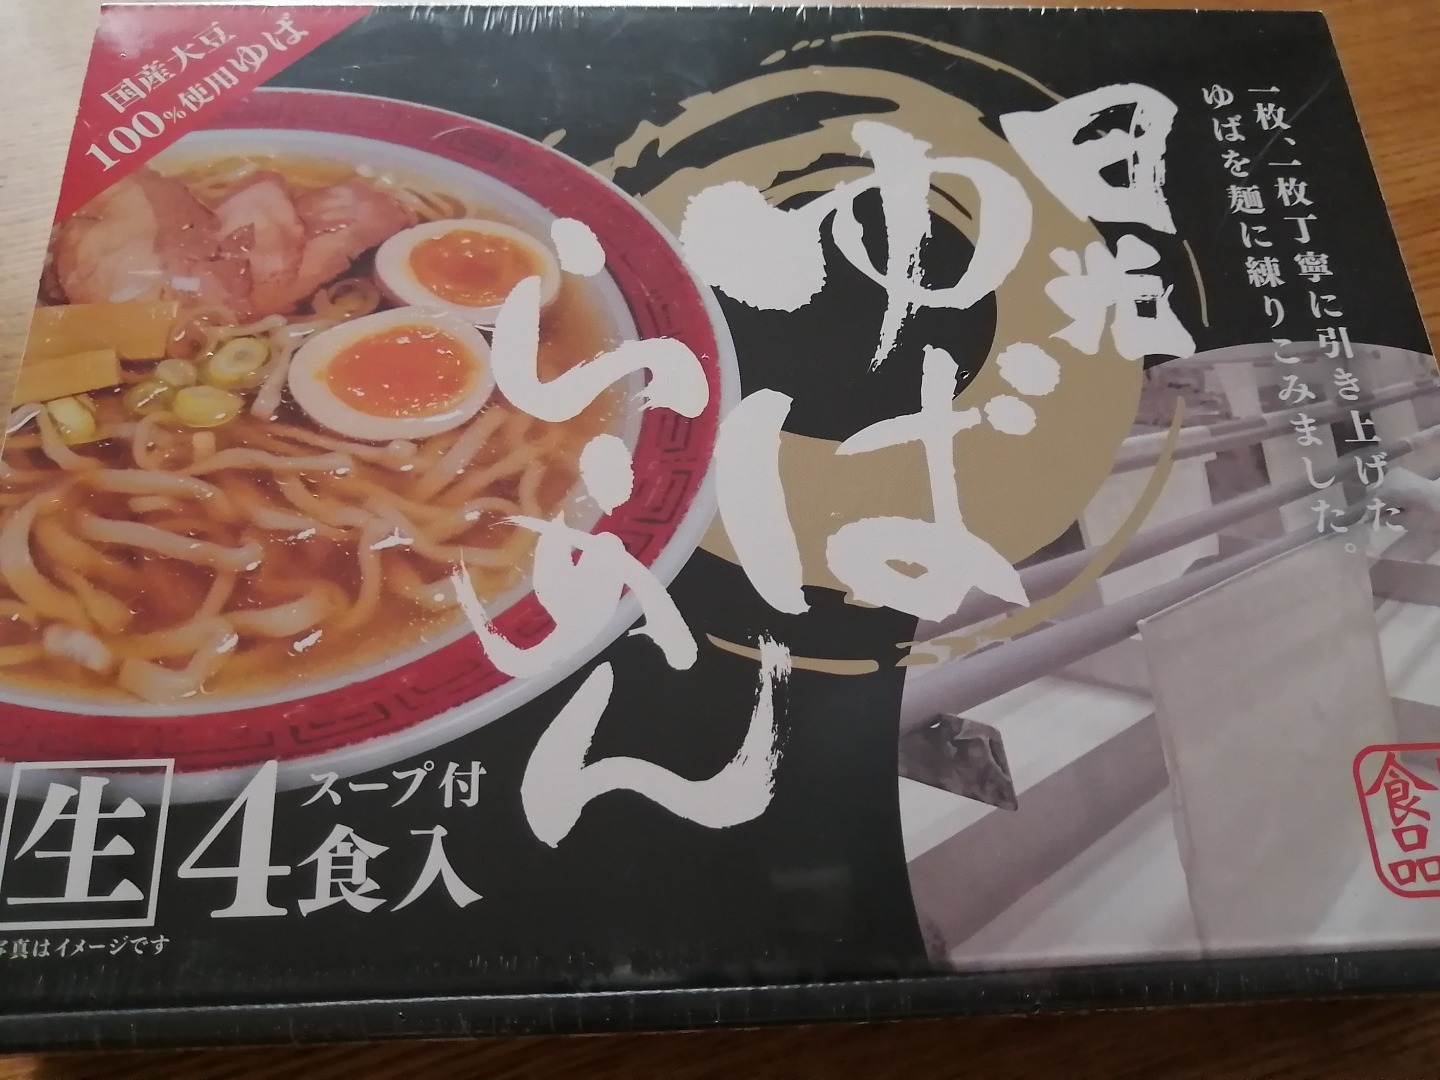 国産大豆
100%使用ゆば
一枚、一枚丁寧に引き上げた
ゆばを麺に練りこみました。
日光
ゆば
らーめん
生
4食入
スープ付
写真はイメージです
食品